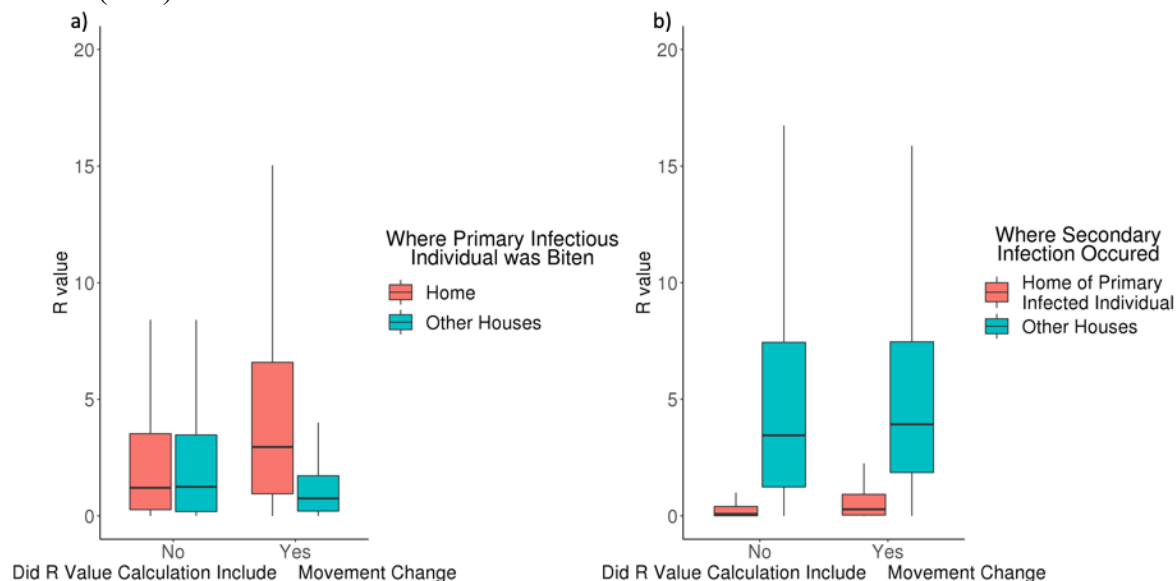 a)
20
15
10
5
0
R value
No
Yes
Did R Value Calculation Include Movement Change
Where Primary Infectious
Individual was Biten
Home
Other Houses
b)
20
15
10
5
0
R value
No
Yes
Did R Value Calculation Include Movement Change
Where Secondary
Infection Occured
Home of Primary
Infected Individual
Other Houses